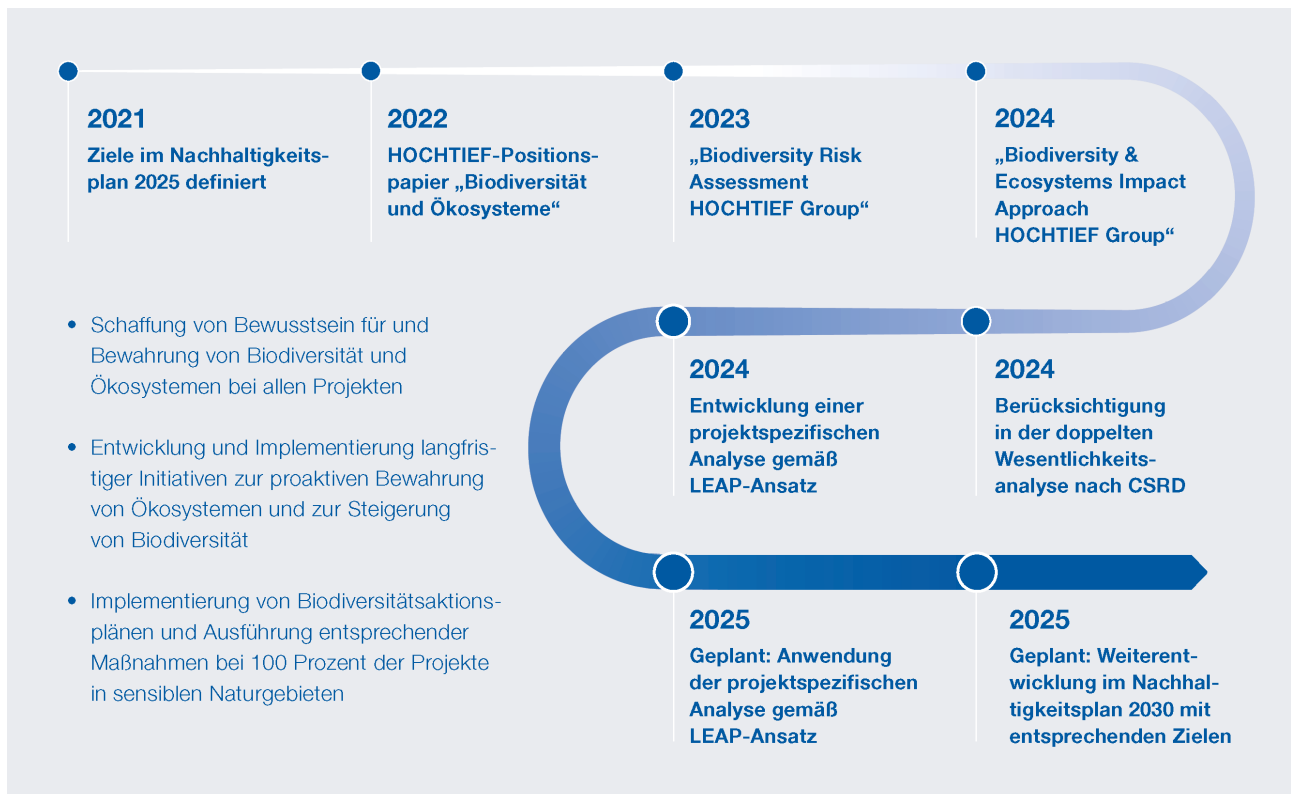 2021
Ziele im Nachhaltigkeits-
plan 2025 definiert
2022
HOCHTIEF-Positions-
papier „Biodiversität
und Ökosysteme“
2023
„Biodiversity Risk
Assessment
HOCHTIEF Group“
2024
„Biodiversity &
Ecosystems Impact
Approach
HOCHTIEF Group“
• Schaffung von Bewusstsein für und
Bewahrung von Biodiversität und
Ökosystemen bei allen Projekten
• Entwicklung und Implementierung langfris-
tiger Initiativen zur proaktiven Bewahrung
von Ökosystemen und zur Steigerung
von Biodiversität
• Implementierung von Biodiversitätsaktions-
plänen und Ausführung entsprechender
Maßnahmen bei 100 Prozent der Projekte
in sensiblen Naturgebieten
2024
Berücksichtigung
in der doppelten
Wesentlichkeits-
analyse nach CSRD
2024
Entwicklung einer
projektspezifischen
Analyse gemäß
LEAP-Ansatz
2025
Geplant: Anwendung
der projektspezifischen
Analyse gemäß
LEAP-Ansatz
2025
Geplant: Weiterent-
wicklung im Nachhal-
tigkeitsplan 2030 mit
entsprechenden Zielen